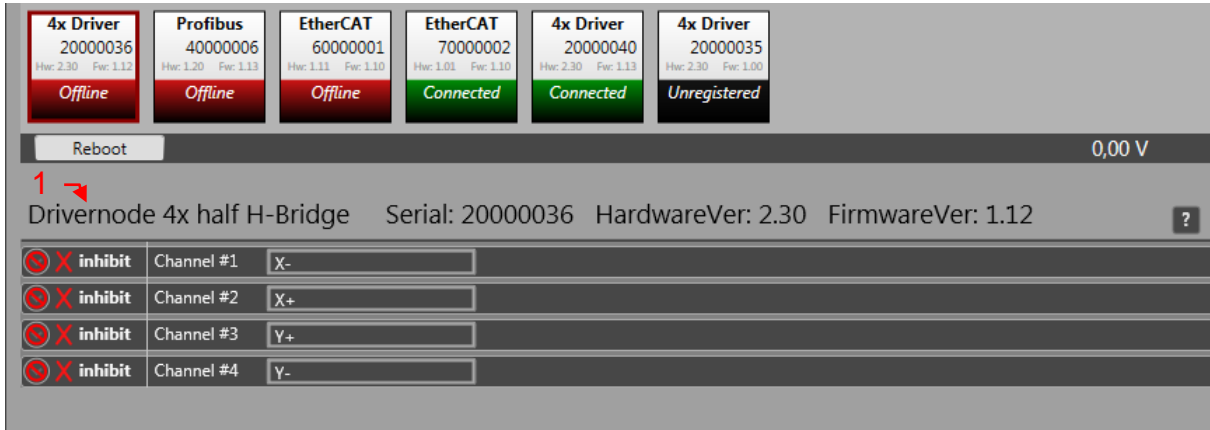 4x Driver Profibus EtherCAT EtherCAT 4x Driver 4x Driver
20000036 40000006 60000001 70000002 20000040 20000035
Hw: 2.30 Fw: 1.12 Hw: 1.20 Fw: 1.13 Hw: 1.11 Fw: 1.10 Hw: 1.01 Fw: 1.10 Hw: 2.30 Fw: 1.13 Hw: 2.30 Fw: 1.00
Offline Offline Offline Connected Connected Unregistered
Reboot 0,00 V
1
Drivernode 4x half H-Bridge Serial: 20000036 HardwareVer: 2.30 FirmwareVer: 1.12 ?
inhibit Channel #1 X-
inhibit Channel #2 X+
inhibit Channel #3 Y+
inhibit Channel #4 Y-